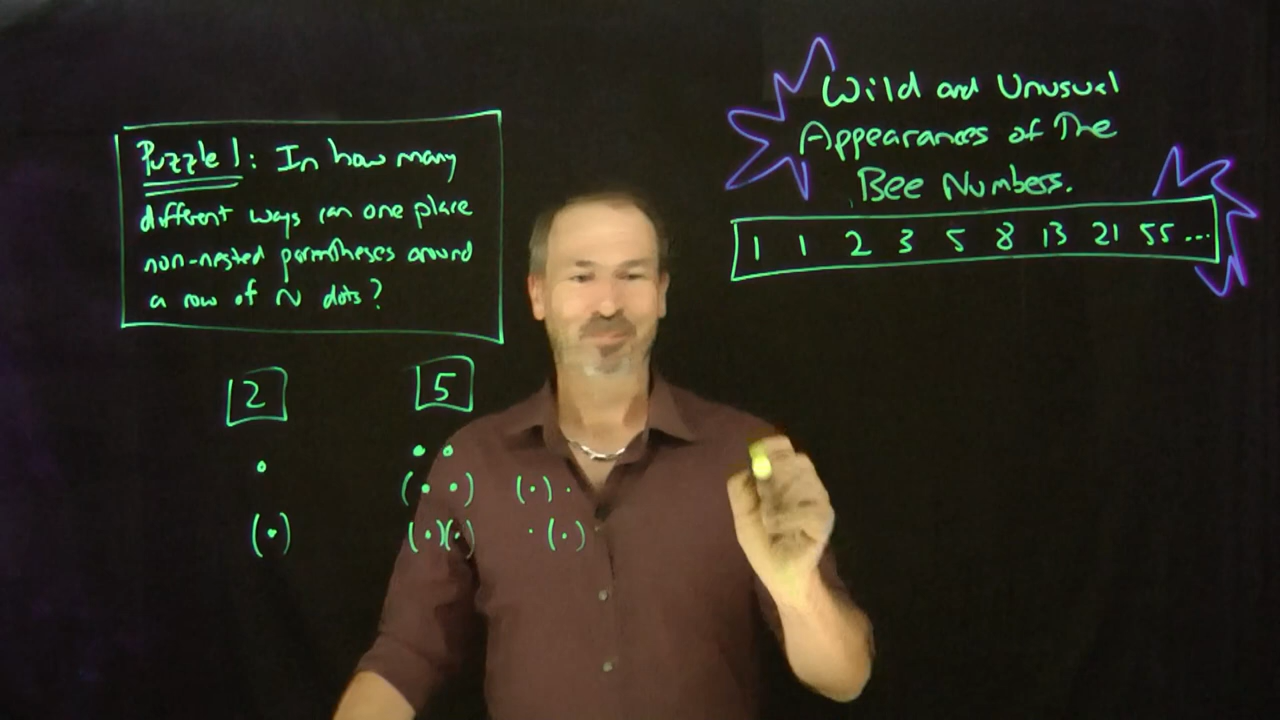 Puzzle 1: In how many
different ways can one place
non-nested parentheses around
a row of N dots?
2
5
.
. .
(. .) (.) .
(.)
(.)(.) . (.)
Wild and Unusual
Appearances of The
Bee Numbers.
1 1 2 3 5 8 13 21 55 ...